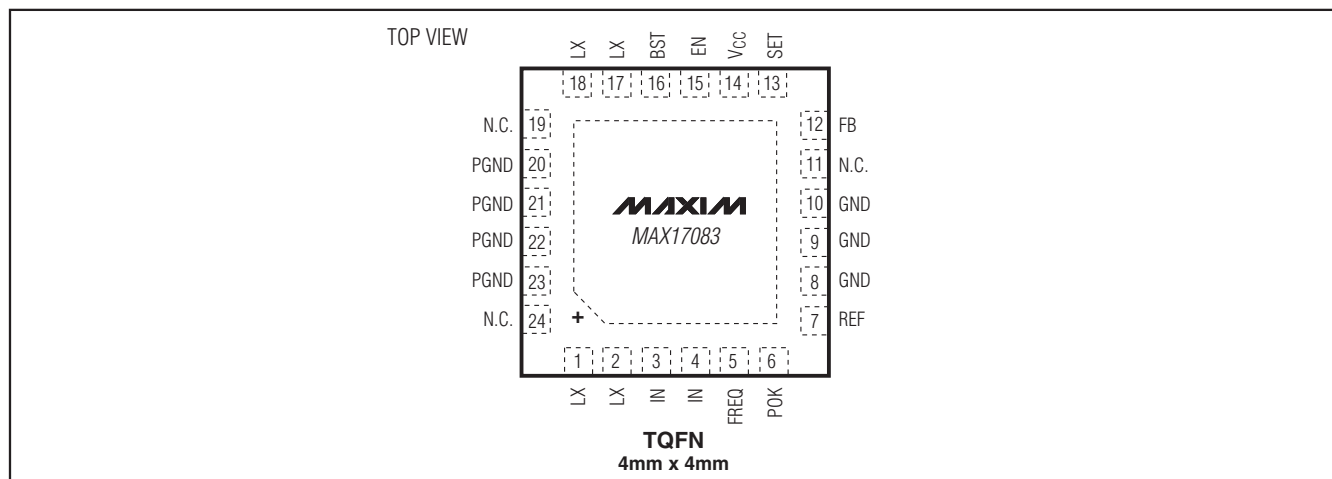 TOP VIEW
LX LX BST EN VCC SET
18 17 16 15 14 13
N.C. 19 12 FB
PGND 20 11 N.C.
PGND 21 10 GND
MAXIM
PGND 22 9 GND
MAX17083
PGND 23 8 GND
N.C. 24 + 7 REF
1 2 3 4 5 6
LX LX IN IN FREQ POK
TQFN
4mm x 4mm